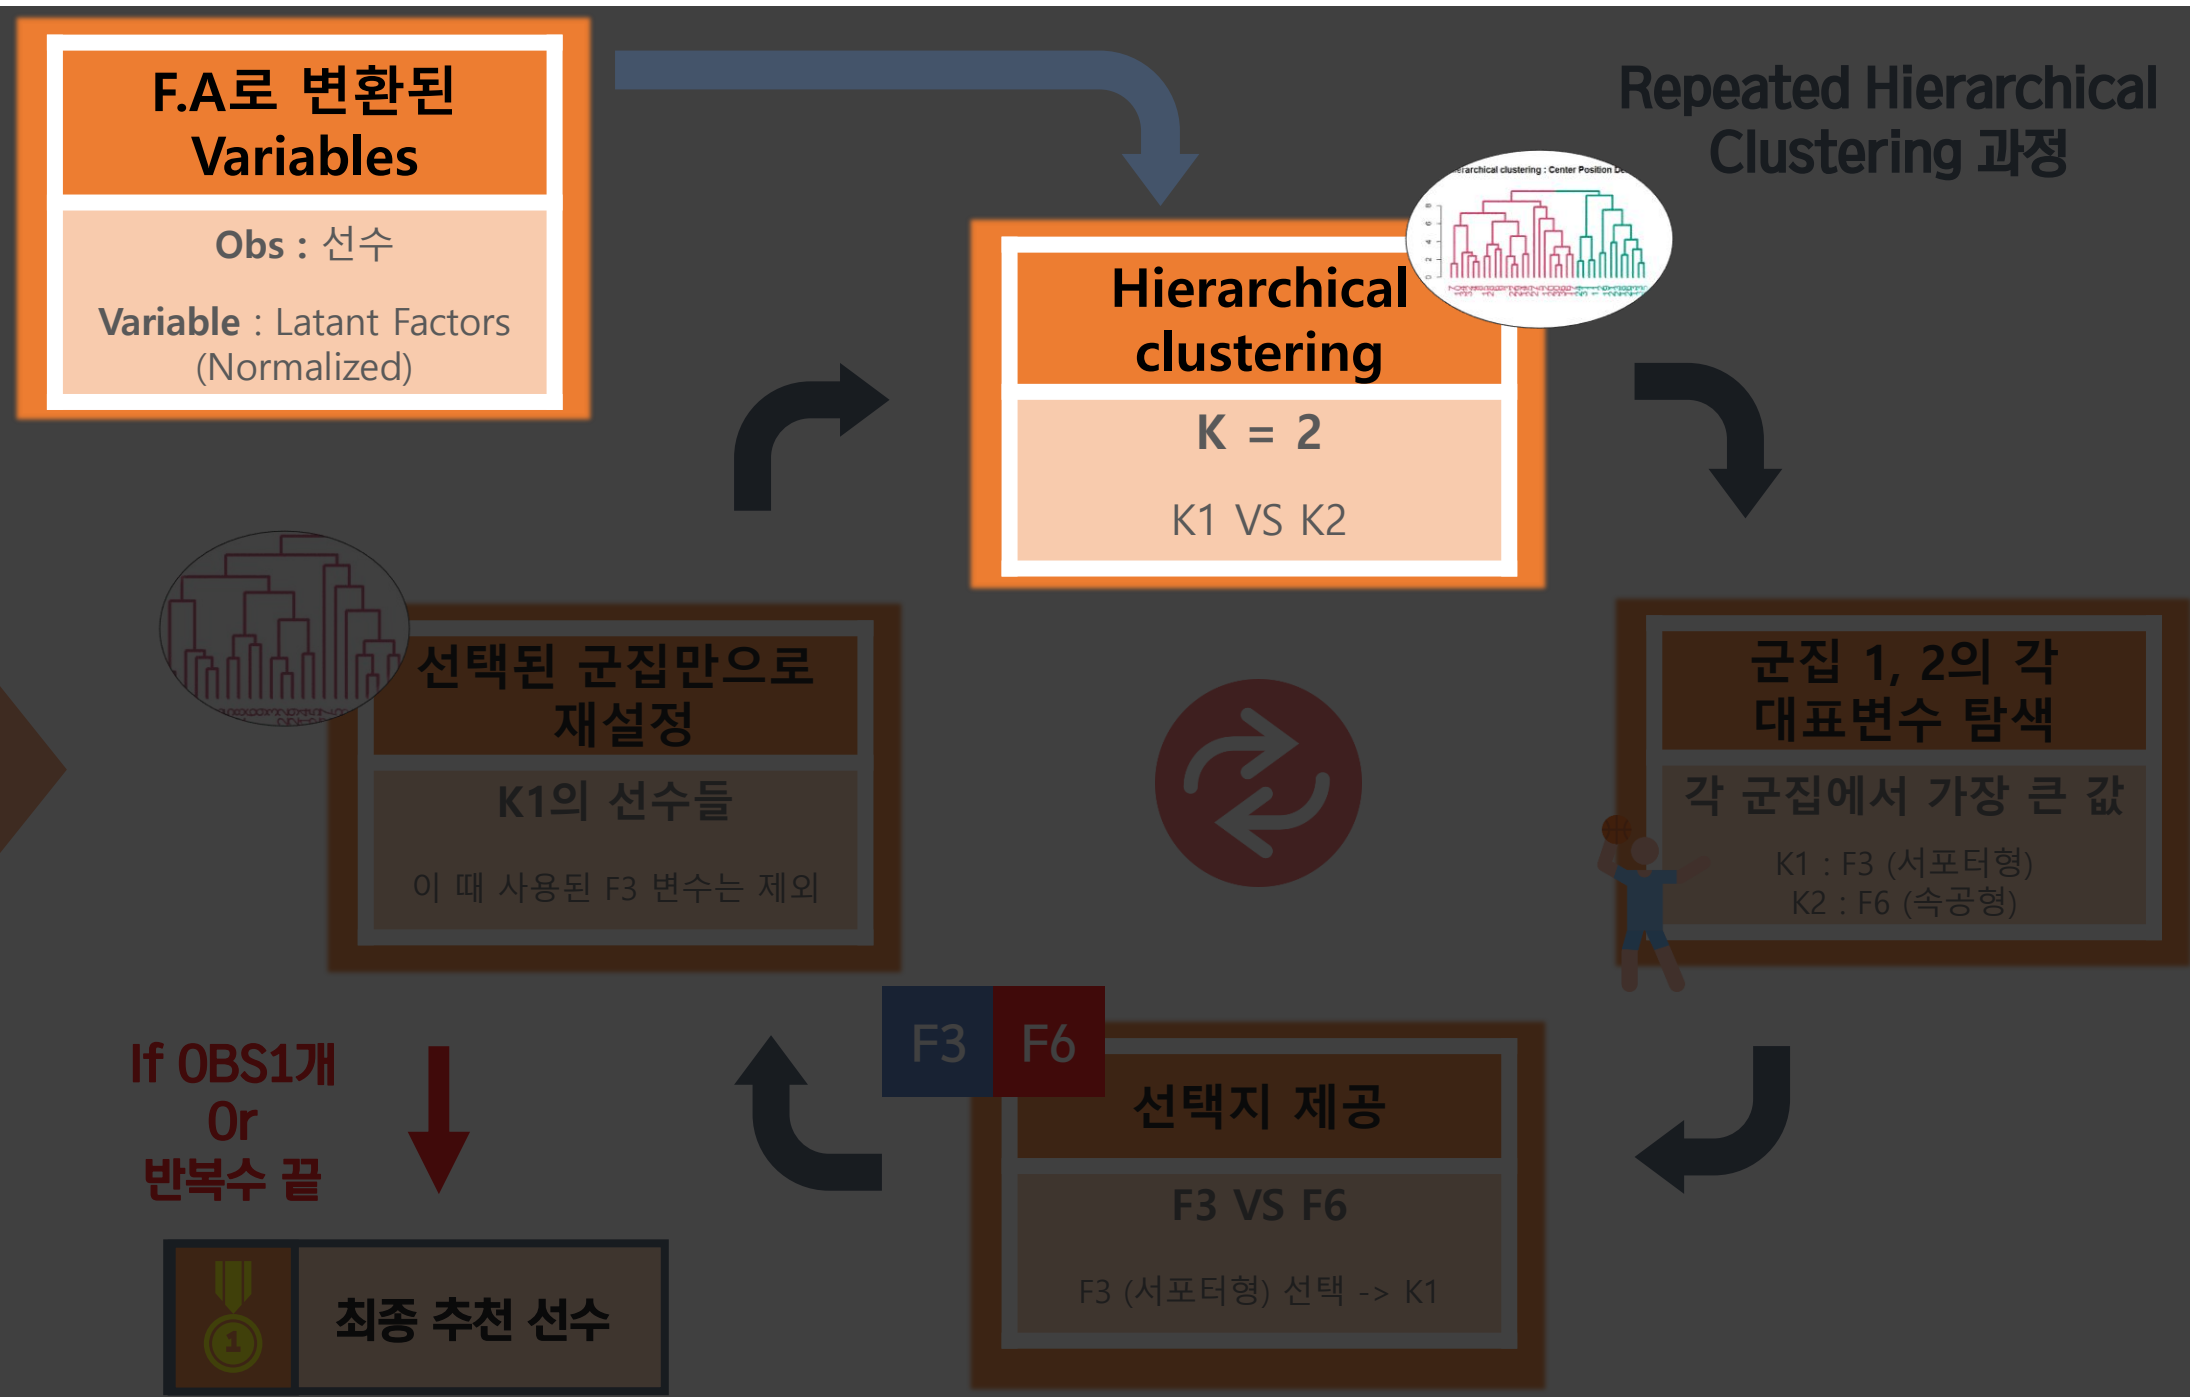 F.A로 변환된
Variables
Obs : 선수
Variable : Latant Factors
(Normalized)
Repeated Hierarchical
Clustering 과정
erarchical clustering : Center Position De
Hierarchical
clustering
K = 2
K1 VS K2
선택된 군집만으로
재설정
K1의 선수들
이 때 사용된 F3 변수는 제외
군집 1, 2의 각
대표변수 탐색
각 군집에서 가장 큰 값
K1 : F3 (서포터형)
K2 : F6 (속공형)
F3 F6
선택지 제공
F3 VS F6
F3 (서포터형) 선택 -> K1
If OBS1개
Or
반복수 끝
1
최종 추천 선수